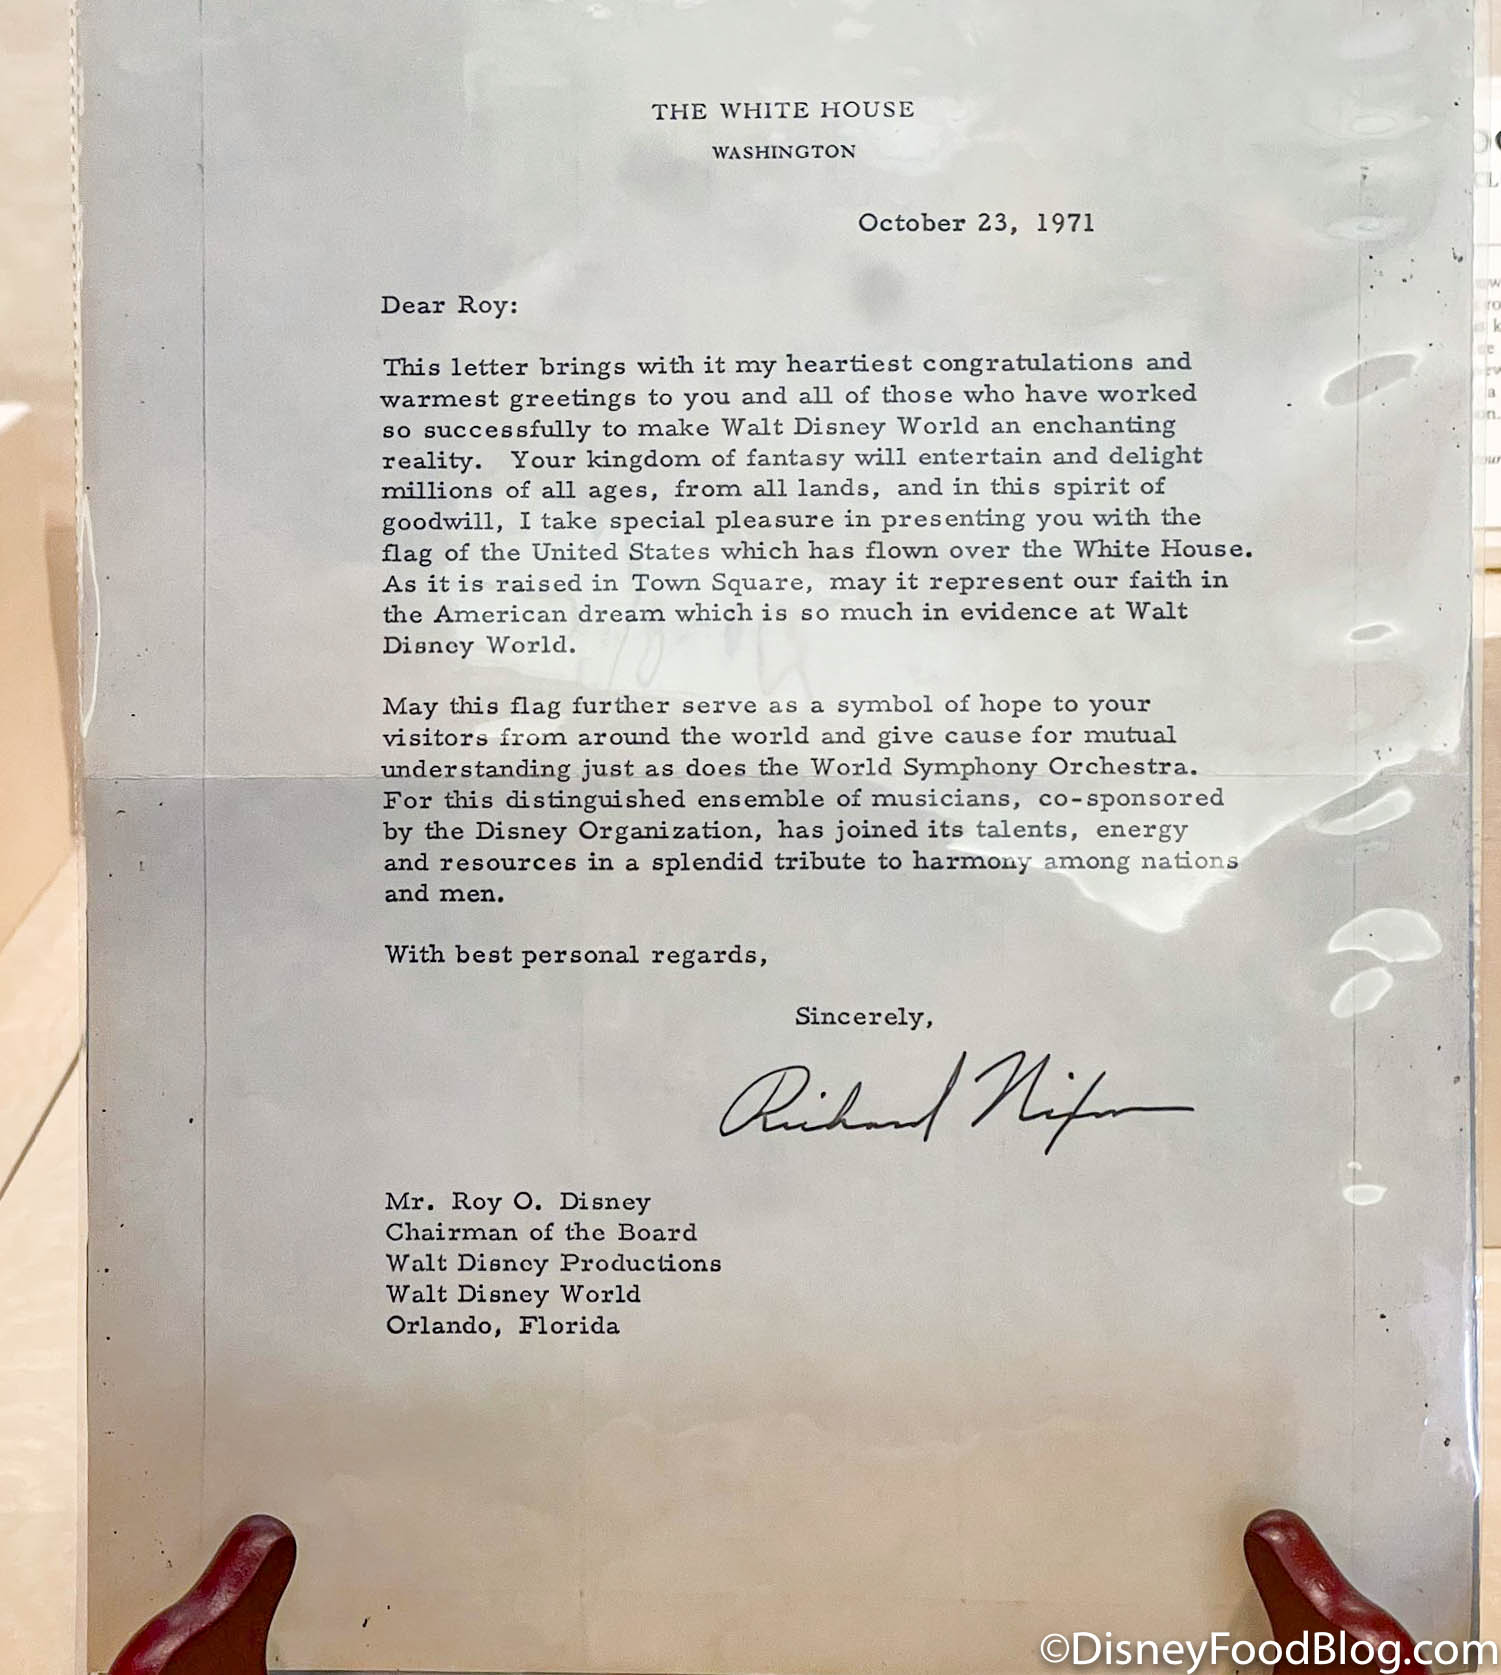 THE WHITE HOUSE
WASHINGTON
October 23, 1971
Dear Roy:
This letter brings with it my heartiest congratulations and
warmest greetings to you and all of those who have worked
so successfully to make Walt Disney World an enchanting
reality. Your kingdom of fantasy will entertain and delight
millions of all ages, from all lands, and in this spirit of
goodwill, I take special pleasure in presenting you with the
flag of the United States which has flown over the White House.
As it is raised in Town Square, may it represent our faith in
the American dream which is so much in evidence at Walt
Disney World.
May this flag further serve as a symbol of hope to your
visitors from around the world and give cause for mutual
understanding just as does the World Symphony Orchestra.
For this distinguished ensemble of musicians, co-sponsored
by the Disney Organization, has joined its talents, energy
and resources in a splendid tribute to harmony among nations
and men.
With best personal regards,
Sincerely,
Richard Nixon
Mr. Roy O. Disney
Chairman of the Board
Walt Disney Productions
Walt Disney World
Orlando, Florida
©DisneyFoodBlog.com